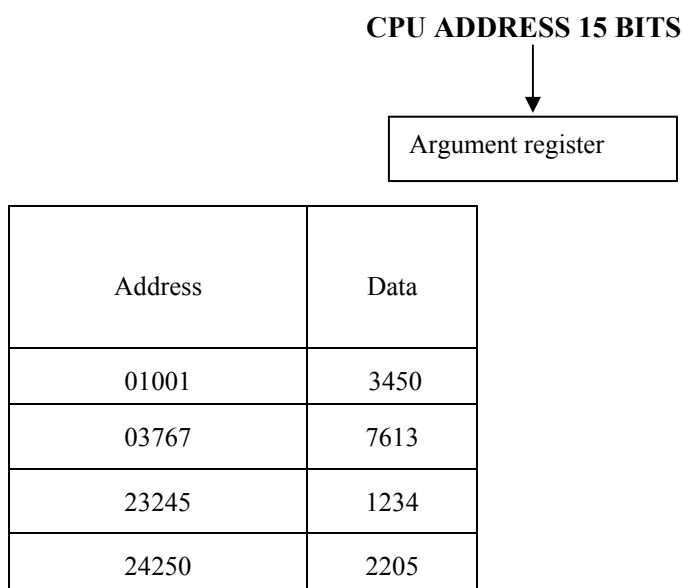 CPU ADDRESS 15 BITS
Argument register
Address Data
01001 3450
03767 7613
23245 1234
24250 2205